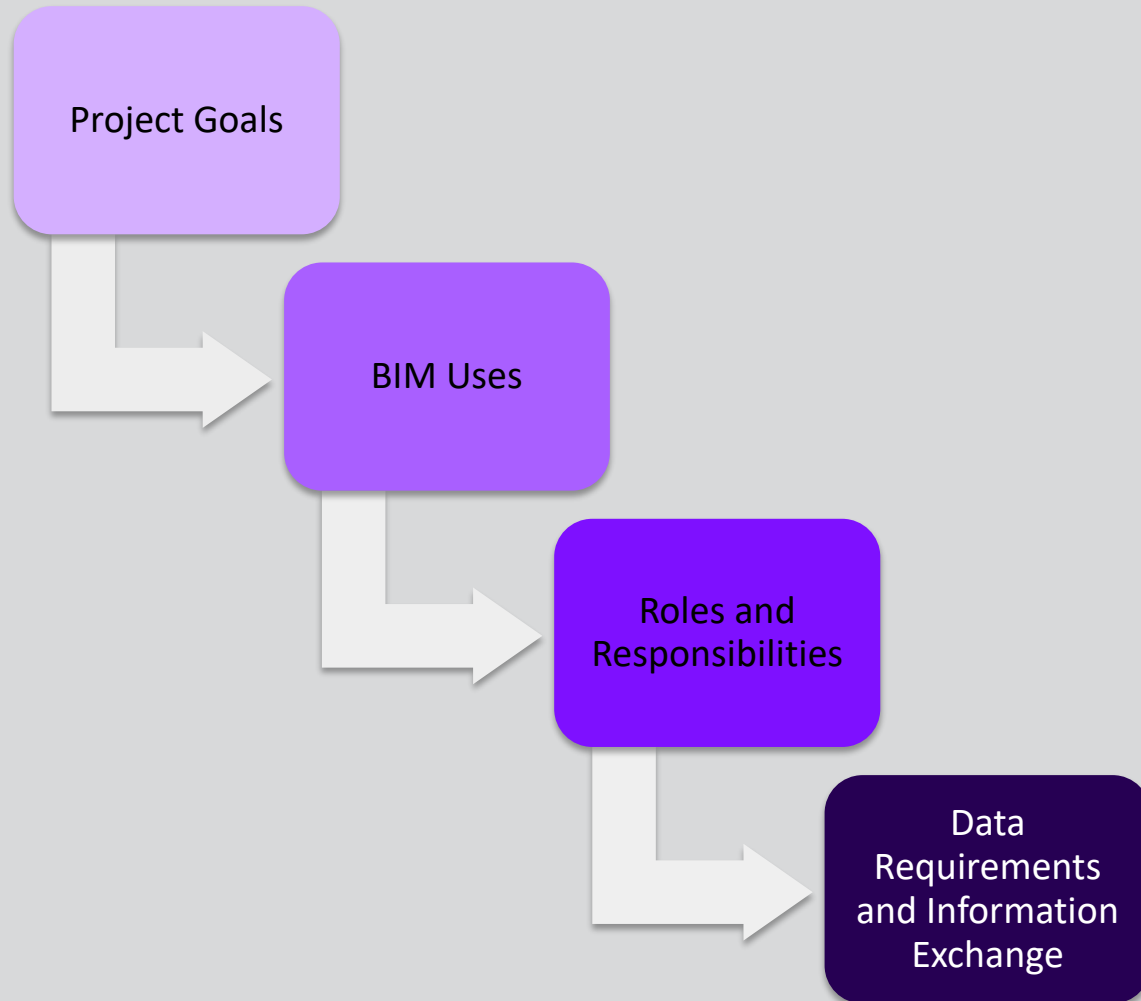 Project Goals
BIM Uses
Roles and
Responsibilities
Data
Requirements
and Information
Exchange